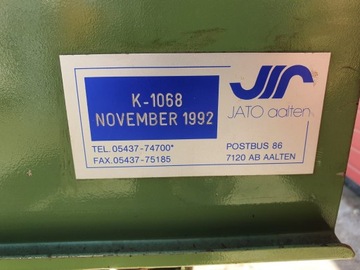 K-1068
NOVEMBER 1992
JATO aalten
TEL. 05437-74700*
FAX. 05437-75185
POSTBUS 86
7120 AB AALTEN